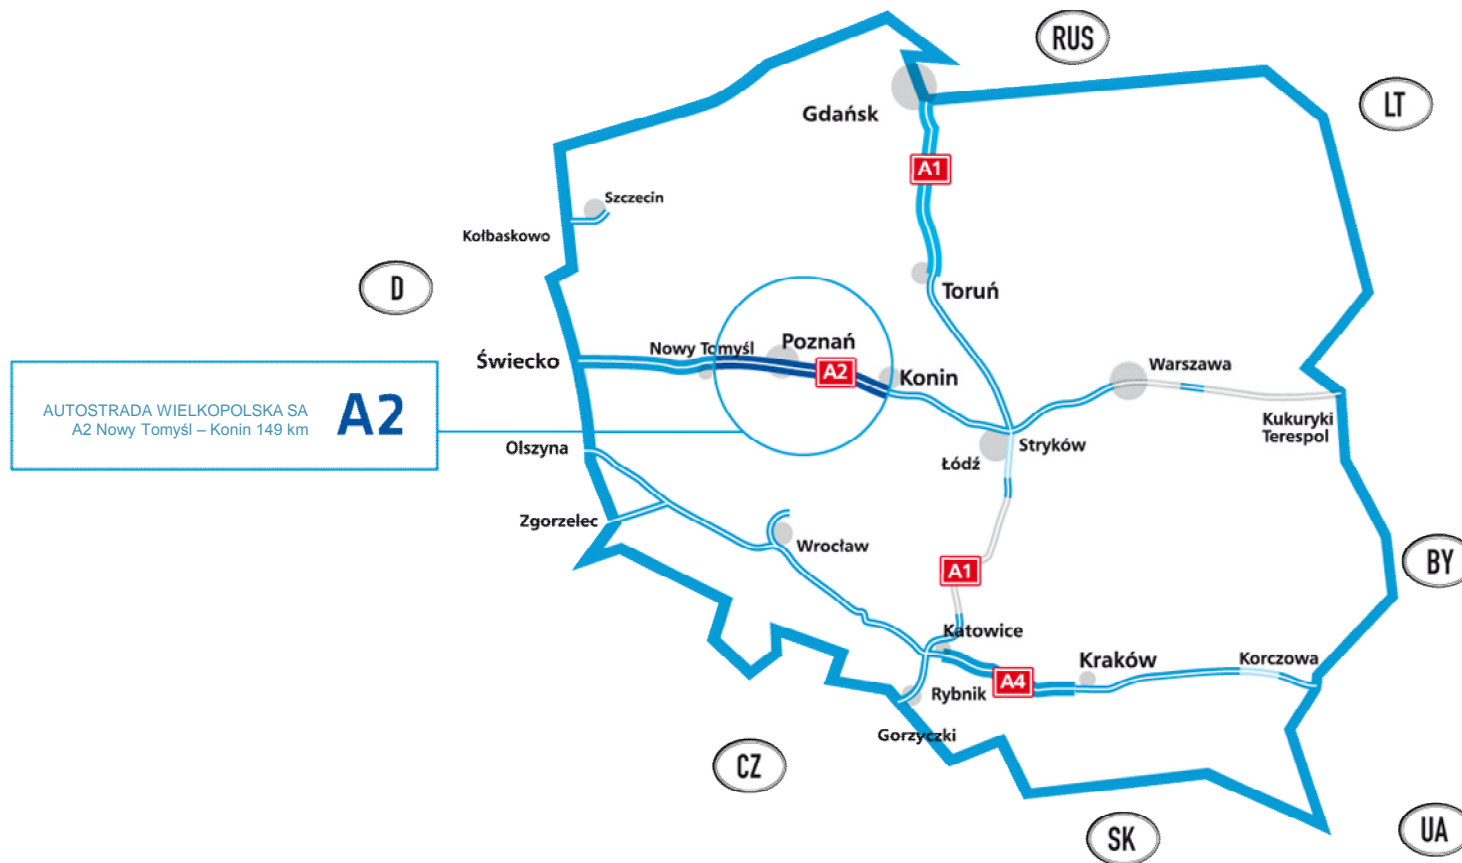 RUS
LT
Gdańsk
A1
Szczecin
Kołbaskowo
D
Toruń
Świecko
Nowy Tomyśl
Poznań
A2
Konin
Warszawa
Kukuryki
Terespol
AUTOSTRADA WIELKOPOLSKA SA
A2 Nowy Tomyśl – Konin 149 km
A2
Olszyna
Łódź
Stryków
Zgorzelec
Wrocław
BY
A1
Katowice
Kraków
Korczowa
A4
Rybnik
Gorzyczki
CZ
SK
UA